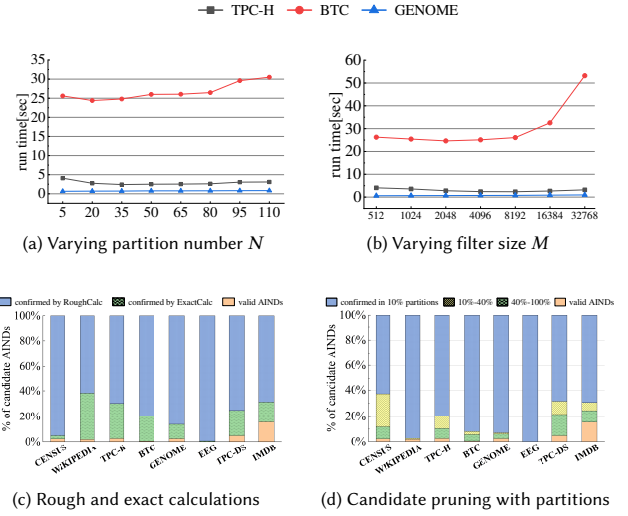 TPC-H BTC GENOME
run time[sec]
35
30
25
20
15
10
5
0
5 20 35 50 65 80 95 110
(a) Varying partition number N
run time[sec]
60
50
40
30
20
10
0
512 1024 2048 4096 8192 16384 32768
(b) Varying filter size M
confirmed by RoughCalc confirmed by ExactCalc valid AINDs
% of candidate AINDs
100%
80%
60%
40%
20%
0%
CENSUS WIKIPEDIA TPC-H BTC GENOME EEG TPC-DS IMDB
(c) Rough and exact calculations
confirmed in 10% partitions 10%-40% 40%-100% valid AINDs
% of candidate AINDs
100%
80%
60%
40%
20%
0%
CENSUS WIKIPEDIA TPC-H BTC GENOME EEG TPC-DS IMDB
(d) Candidate pruning with partitions